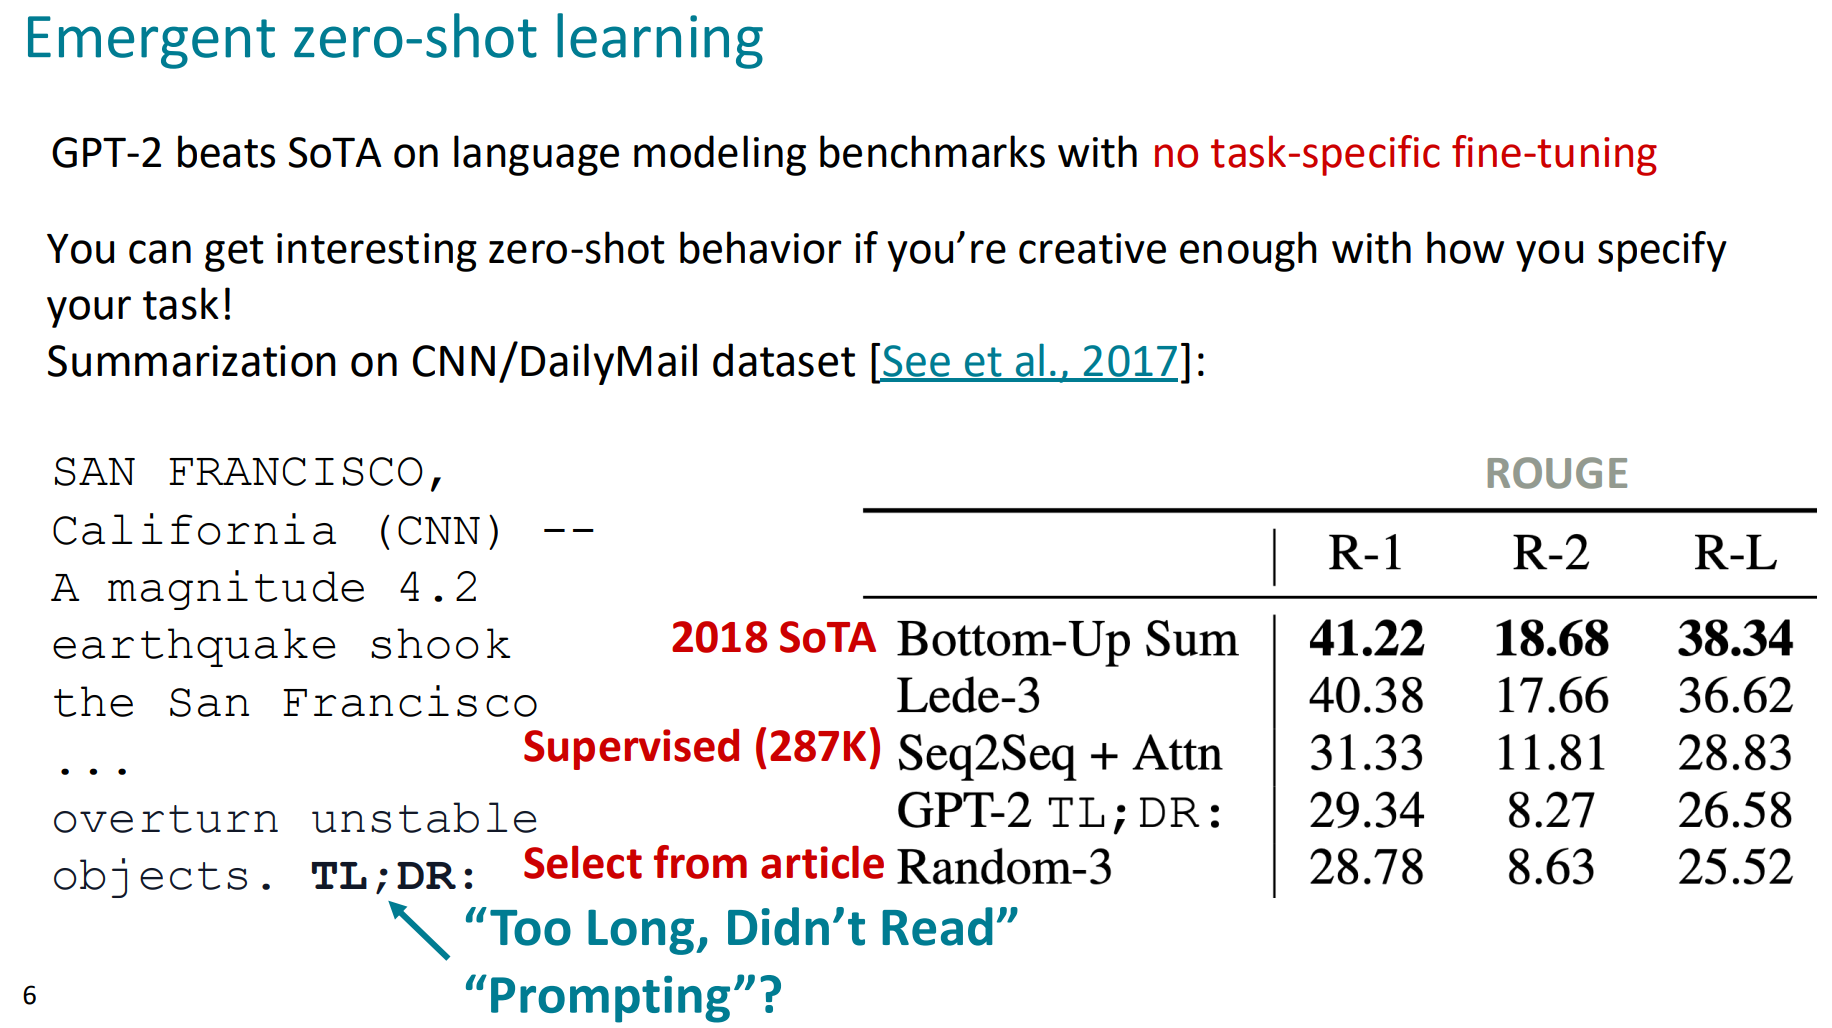 Emergent zero-shot learning
GPT-2 beats SoTA on language modeling benchmarks with no task-specific fine-tuning
You can get interesting zero-shot behavior if you’re creative enough with how you specify
your task!
Summarization on CNN/DailyMail dataset [See et al., 2017]:
SAN FRANCISCO,
California (CNN) --
A magnitude 4.2
earthquake shook
the San Francisco
...
overturn unstable
objects. TL;DR:
“Too Long, Didn’t Read”
“Prompting”?
ROUGE
R-1 R-2 R-L
2018 SoTA Bottom-Up Sum 41.22 18.68 38.34
Lede-3 40.38 17.66 36.62
Supervised (287K) Seq2Seq + Attn 31.33 11.81 28.83
GPT-2 TL;DR: 29.34 8.27 26.58
Select from article Random-3 28.78 8.63 25.52
6